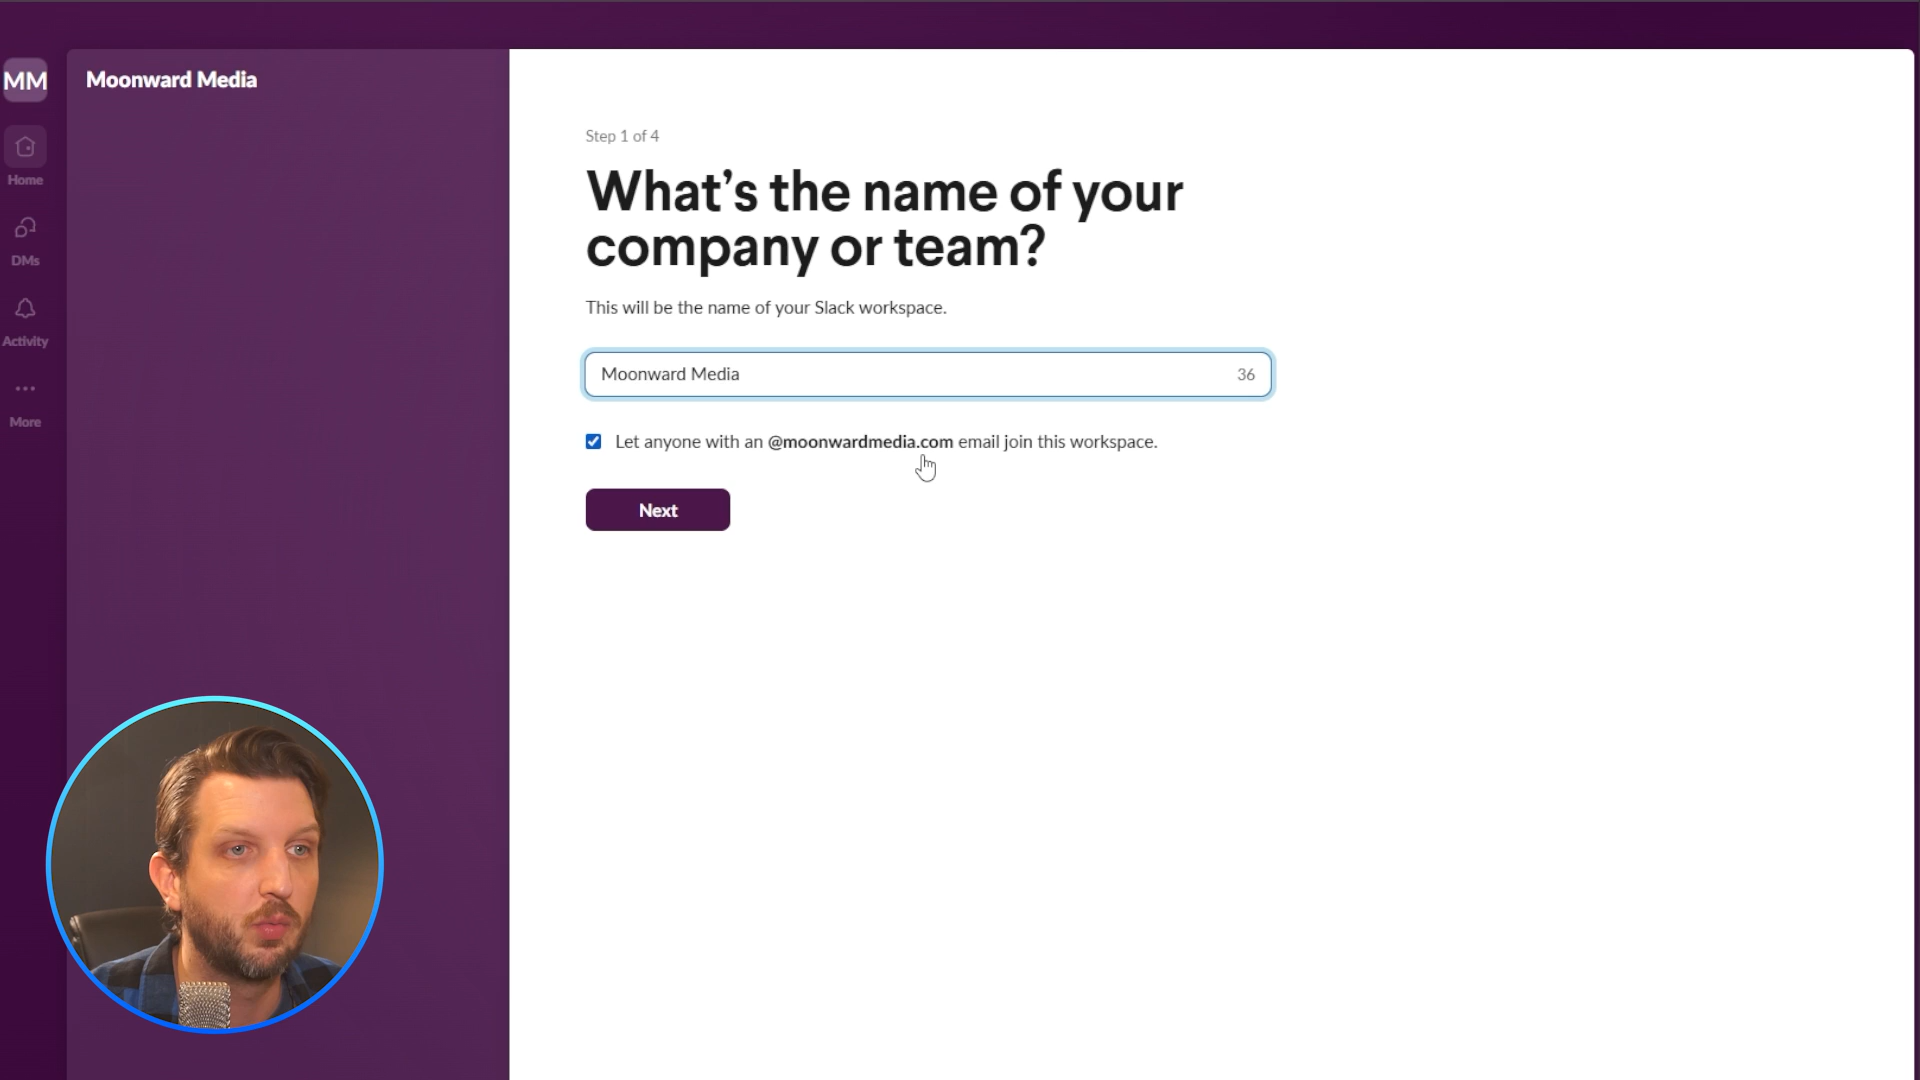 MM
Moonward Media
Home
DMs
Activity
More
Step 1 of 4
What’s the name of your
company or team?
This will be the name of your Slack workspace.
Moonward Media 36
Let anyone with an @moonwardmedia.com email join this workspace.
Next